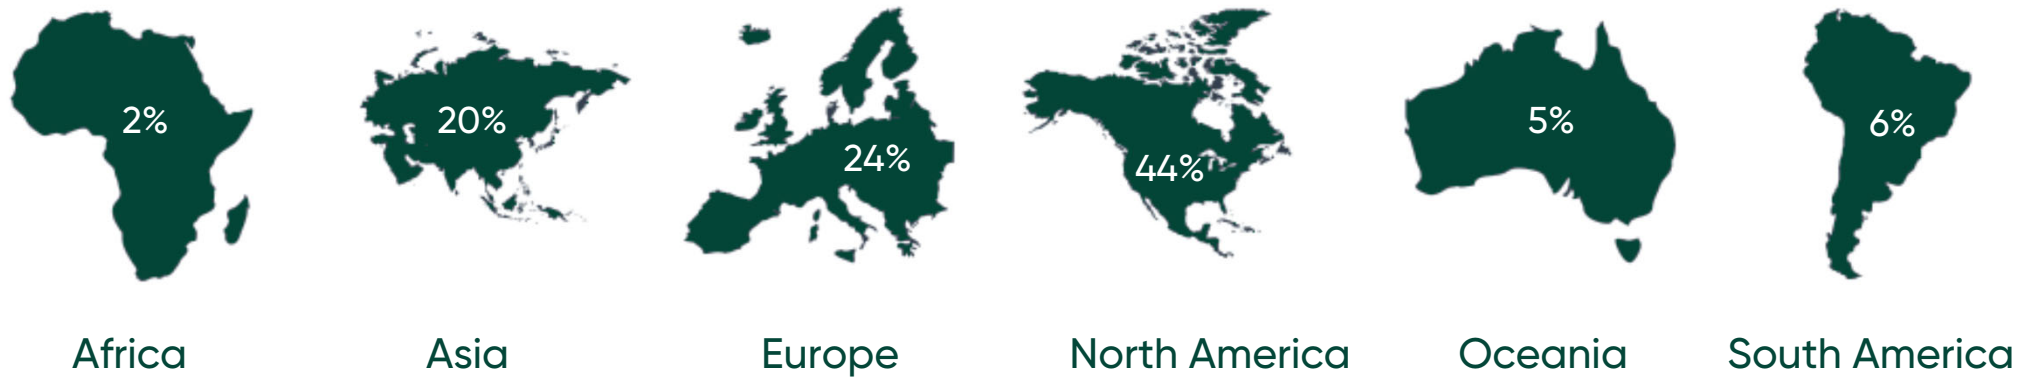 2%
20%
24%
44%
5%
6%
Africa
Asia
Europe
North America
Oceania
South America